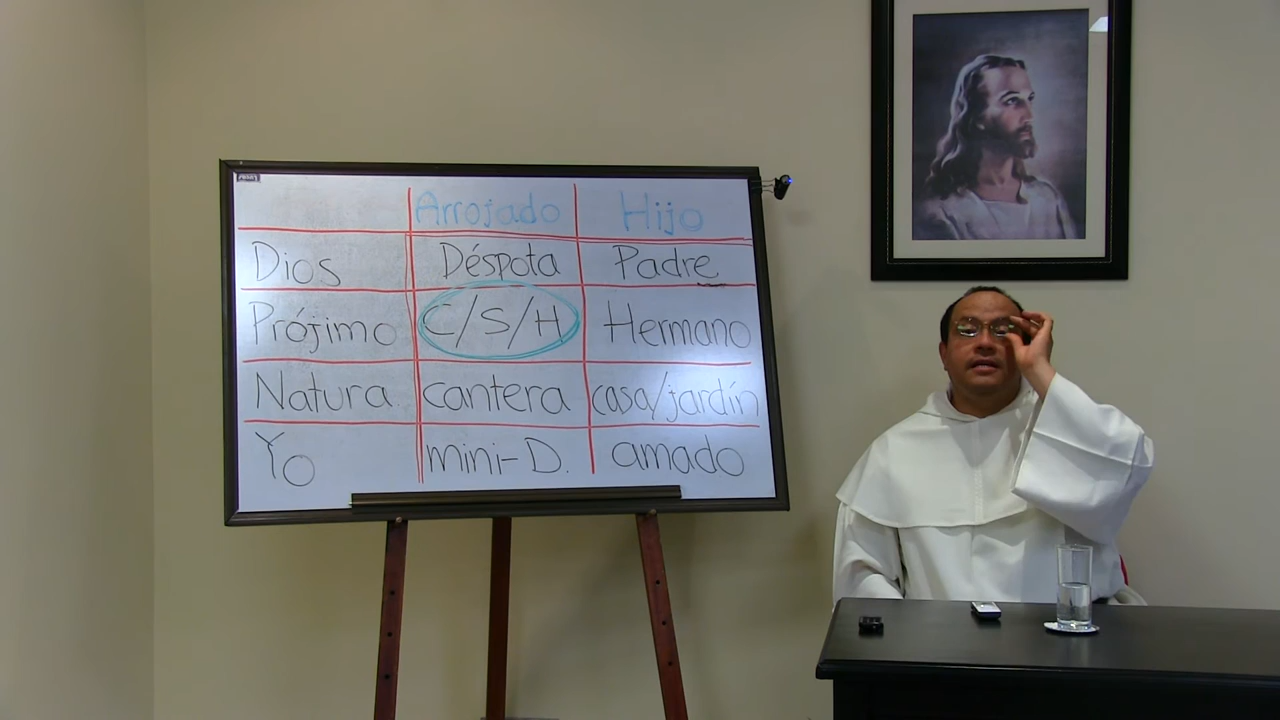 Arrojado Hijo
Dios Déspota Padre
Prójimo C/S/H Hermano
Natura cantera casa/jardín
Yo mini-D. amado